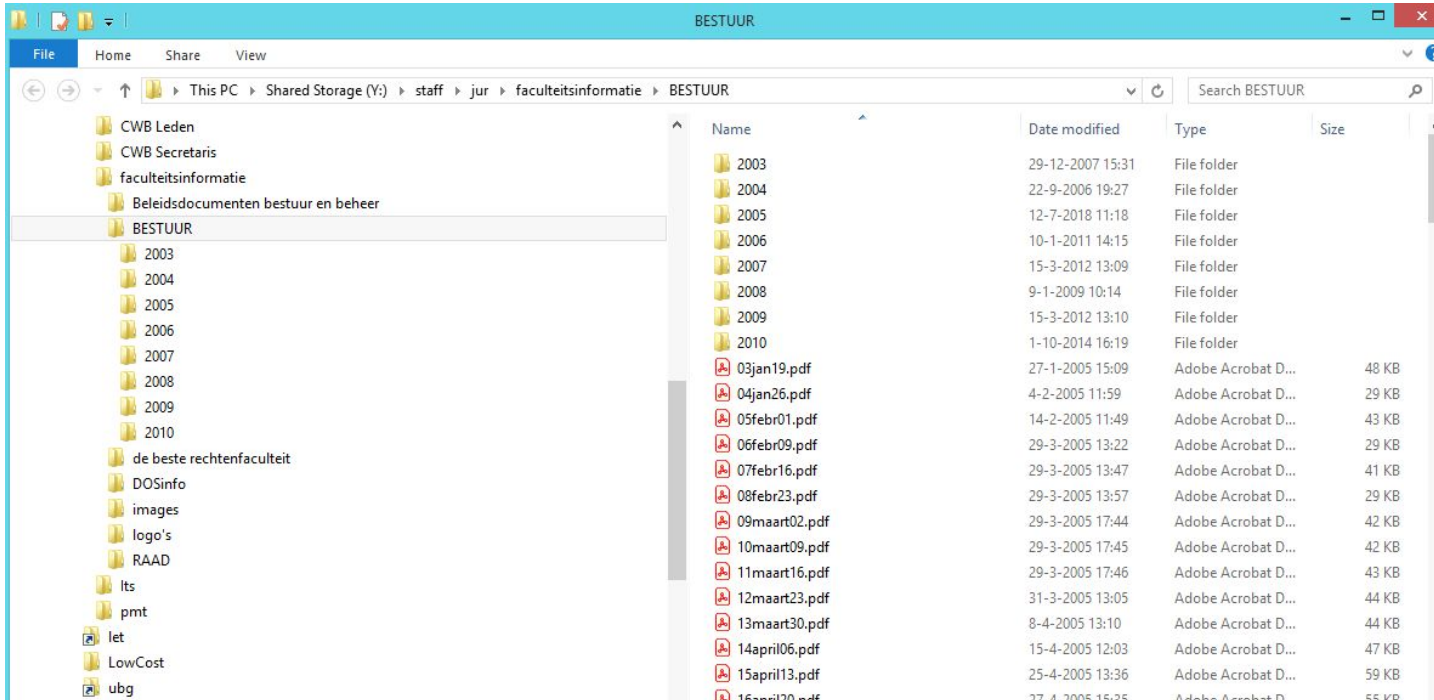 BESTUUR
File Home Share View
This PC Shared Storage (Y:) staff jur faculteitsinformatie BESTUUR Search BESTUUR
CWB Leden
CWB Secretaris
faculteitsinformatie
Beleidsdocumenten bestuur en beheer
BESTUUR
2003
2004
2005
2006
2007
2008
2009
2010
de beste rechtenfaculteit
DOSinfo
images
logo's
RAAD
lts
pmt
let
LowCost
ubg
Name Date modified Type Size
2003 29-12-2007 15:31 File folder
2004 22-9-2006 19:27 File folder
2005 12-7-2018 11:18 File folder
2006 10-1-2011 14:15 File folder
2007 15-3-2012 13:09 File folder
2008 9-1-2009 10:14 File folder
2009 15-3-2012 13:10 File folder
2010 1-10-2014 16:19 File folder
03jan19.pdf 27-1-2005 15:09 Adobe Acrobat D... 48 KB
04jan26.pdf 4-2-2005 11:59 Adobe Acrobat D... 29 KB
05febr01.pdf 14-2-2005 11:49 Adobe Acrobat D... 43 KB
06febr09.pdf 29-3-2005 13:22 Adobe Acrobat D... 29 KB
07febr16.pdf 29-3-2005 13:47 Adobe Acrobat D... 41 KB
08febr23.pdf 29-3-2005 13:57 Adobe Acrobat D... 29 KB
09maart02.pdf 29-3-2005 17:44 Adobe Acrobat D... 42 KB
10maart09.pdf 29-3-2005 17:45 Adobe Acrobat D... 42 KB
11maart16.pdf 29-3-2005 17:46 Adobe Acrobat D... 43 KB
12maart23.pdf 31-3-2005 13:05 Adobe Acrobat D... 44 KB
13maart30.pdf 8-4-2005 13:10 Adobe Acrobat D... 44 KB
14april06.pdf 15-4-2005 12:03 Adobe Acrobat D... 47 KB
15april13.pdf 25-4-2005 13:36 Adobe Acrobat D... 59 KB
16april20.pdf 27-4-2005 15:35 Adobe Acrobat D... 55 KB